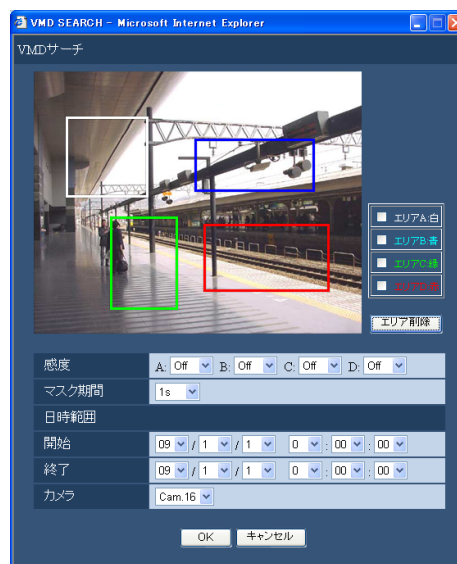 VMD SEARCH - Microsoft Internet Explorer
VMDサーチ
エリアA:白
エリアB:青
エリアC:緑
エリアD:赤
エリア削除
感度 A: Off B: Off C: Off D: Off
マスク期間 1s
日時範囲
開始 09 / 1 / 1 0 : 00 : 00
終了 09 / 1 / 1 0 : 00 : 00
カメラ Cam.16
OK キャンセル